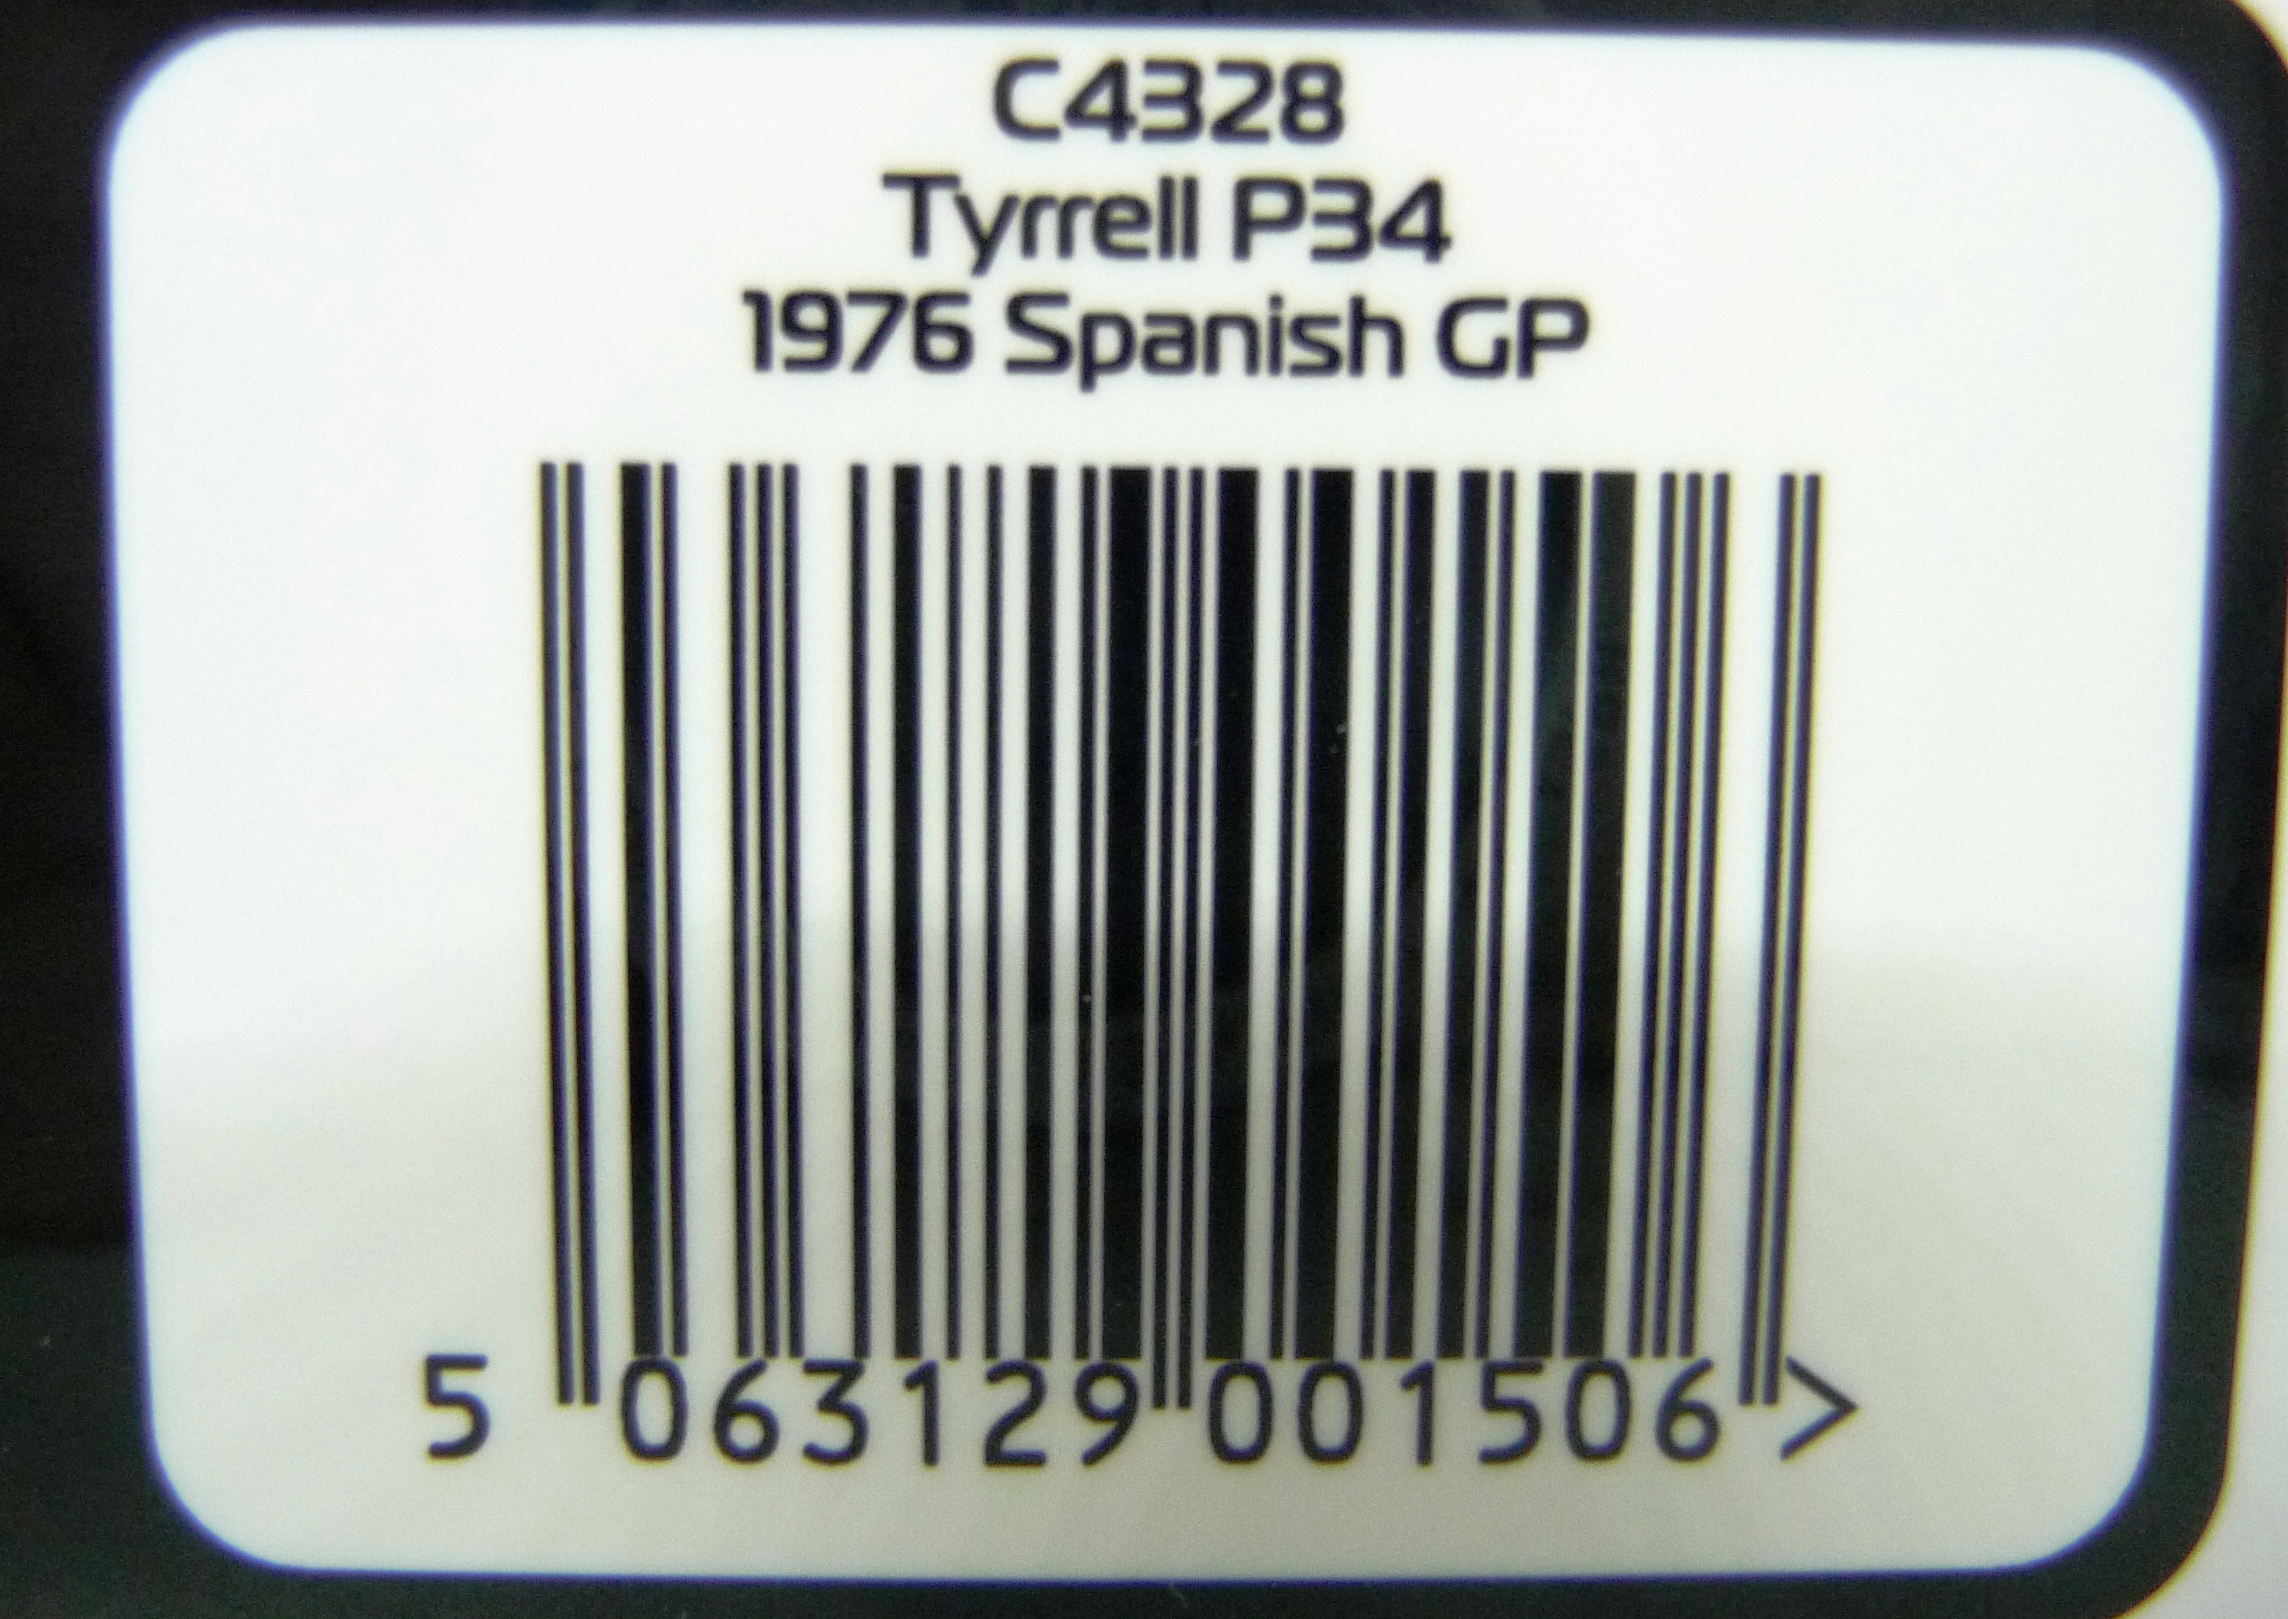 C4328
Tyrrell P34
1976 Spanish GP
5 063129 001506 >